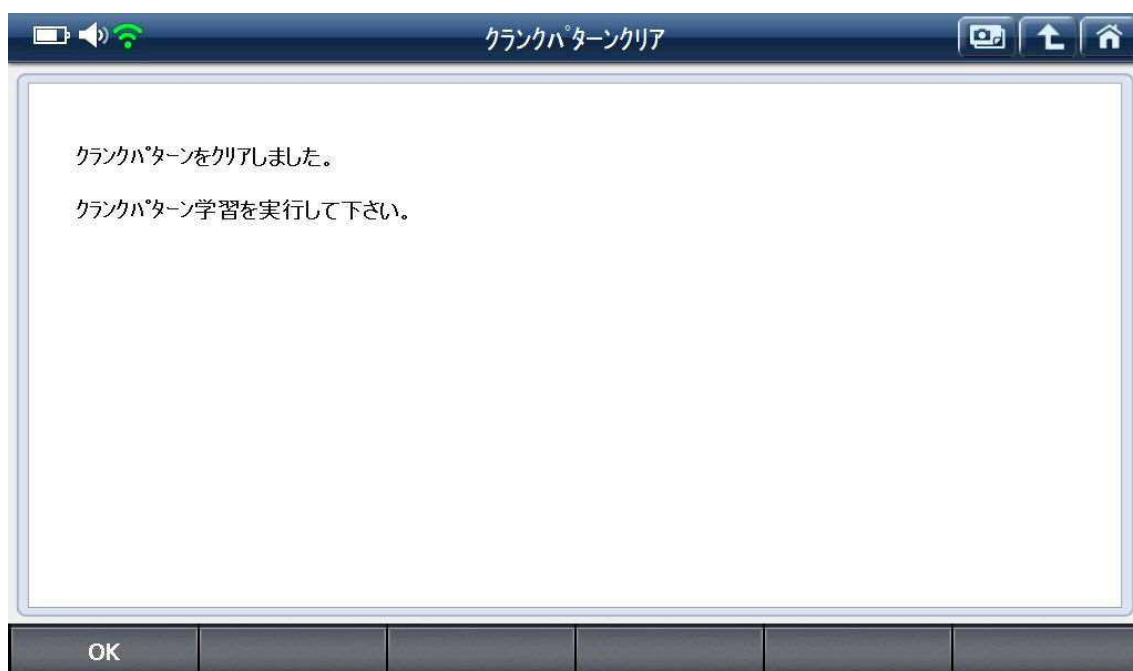 クランクパターンクリア
クランクパターンをクリアしました。
クランクパターン学習を実行して下さい。
OK